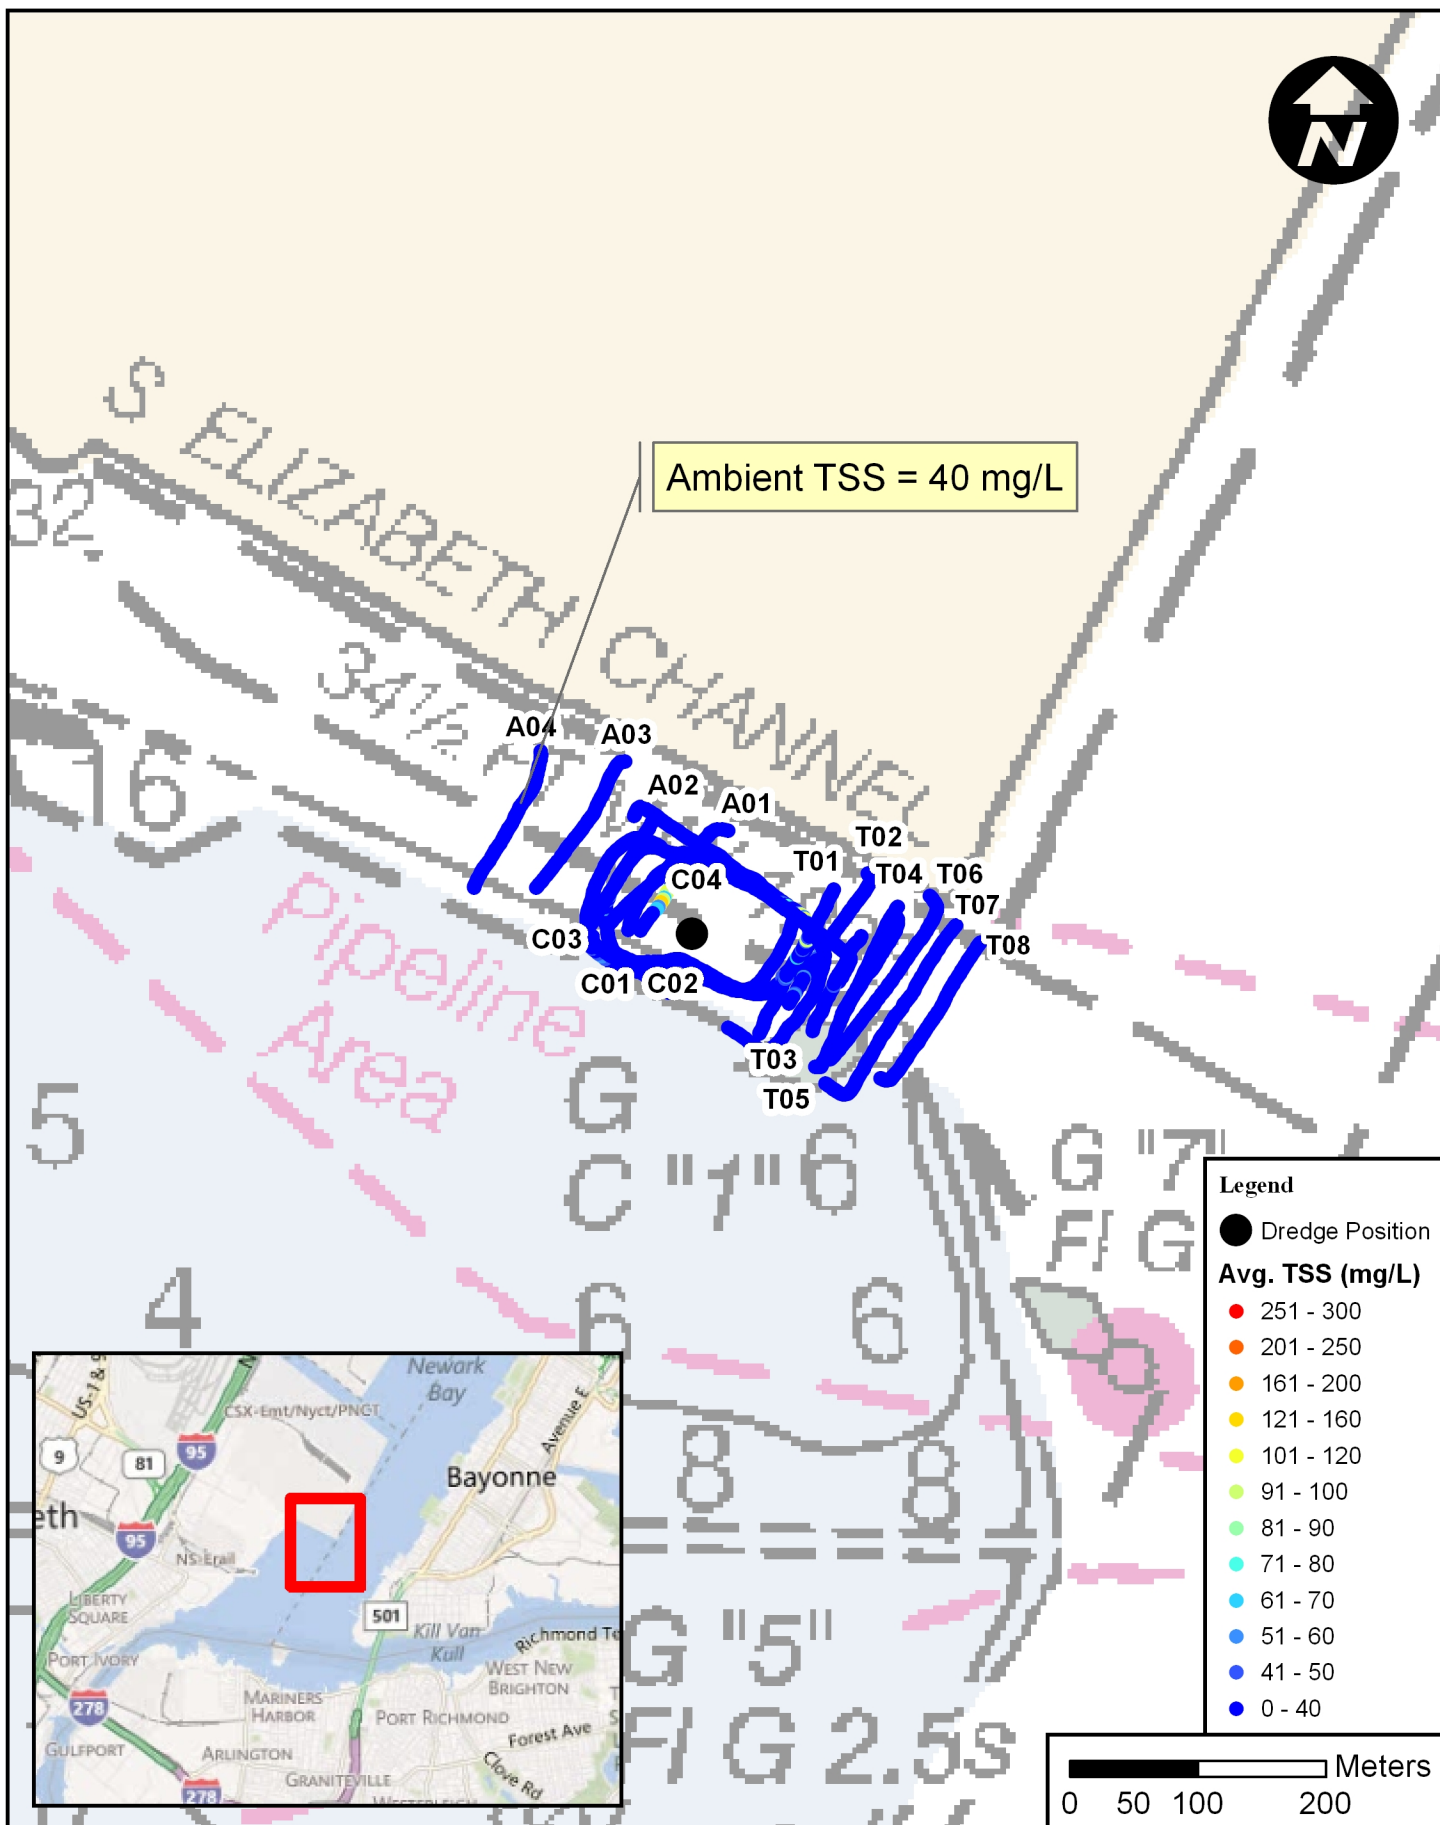 N
S ELIZABETH CHANNEL
32
Ambient TSS = 40 mg/L
34½ FT
16
A04
A03
A02
A01
T02
T01
T04
T06
C04
T07
T08
C03
C01
C02
T03
T05
Pipeline
Area
G
C "1"
6
5
4
6
6
8
8
G "7"
Fl G
G "5"
Fl G 2.5s
Legend
Dredge Position
Avg. TSS (mg/L)
251 - 300
201 - 250
161 - 200
121 - 160
101 - 120
91 - 100
81 - 90
71 - 80
61 - 70
51 - 60
41 - 50
0 - 40
Meters
0 50 100 200
Newark
Bay
US-1 & 9
N
CSX-Emt/Nyct/PNCT
Avenue E
9
81
95
Bayonne
eth
95
NS-Erail
LIBERTY
SQUARE
501
Kill Van
Kull
Richmond Te
PORT IVORY
WEST NEW
BRIGHTON
MARINERS
HARBOR
PORT RICHMOND
278
Forest Ave
GULFPORT
ARLINGTON
Clove Rd
GRANITEVILLE
278
WESTERLEIGH